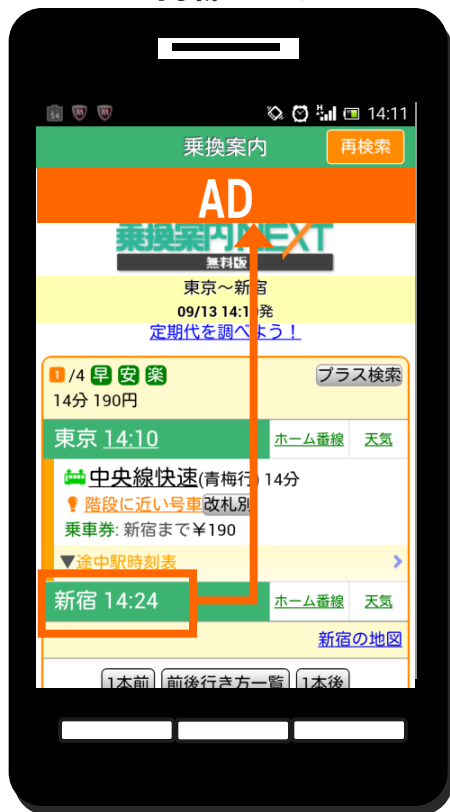 54 14:11
乗換案内 再検索
AD
乗換案内NEXT
無料版
東京～新宿
09/13 14:10発
定期代を調べよう！
1 /4 早 安 楽 プラス検索
14分 190円
東京 14:10 ホーム番線 天気
中央線快速(青梅行) 14分
階段に近い号車 改札別
乗車券: 新宿まで￥190
▼途中駅時刻表
新宿 14:24 ホーム番線 天気
新宿の地図
1本前 前後行き方一覧 1本後